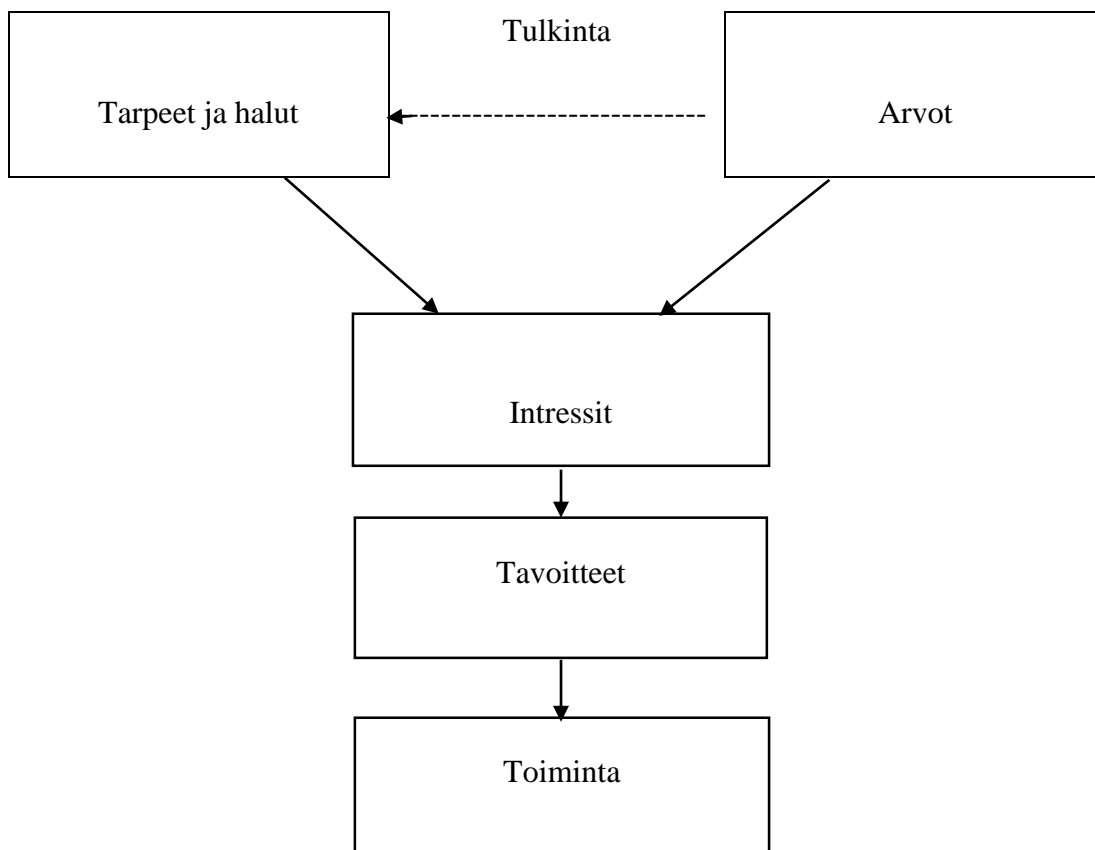 Tulkinta
Tarpeet ja halut
Arvot
Intressit
Tavoitteet
Toiminta